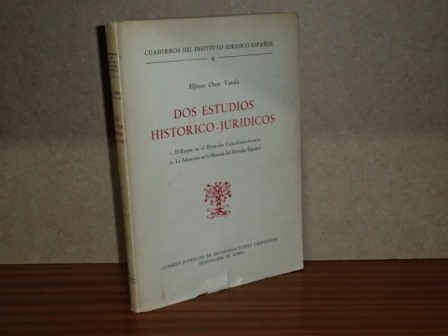 CUADERNOS DEL INSTITUTO JURIDICO ESPAÑOL
Alfonso Otero Varela
DOS ESTUDIOS
HISTORICO-JURIDICOS
1. El Riepto en el Derecho Castellano-leonés
2. La Adopción en la Historia del Derecho Español
CONSEJO SUPERIOR DE INVESTIGACIONES CIENTIFICAS
DELEGACION DE ROMA